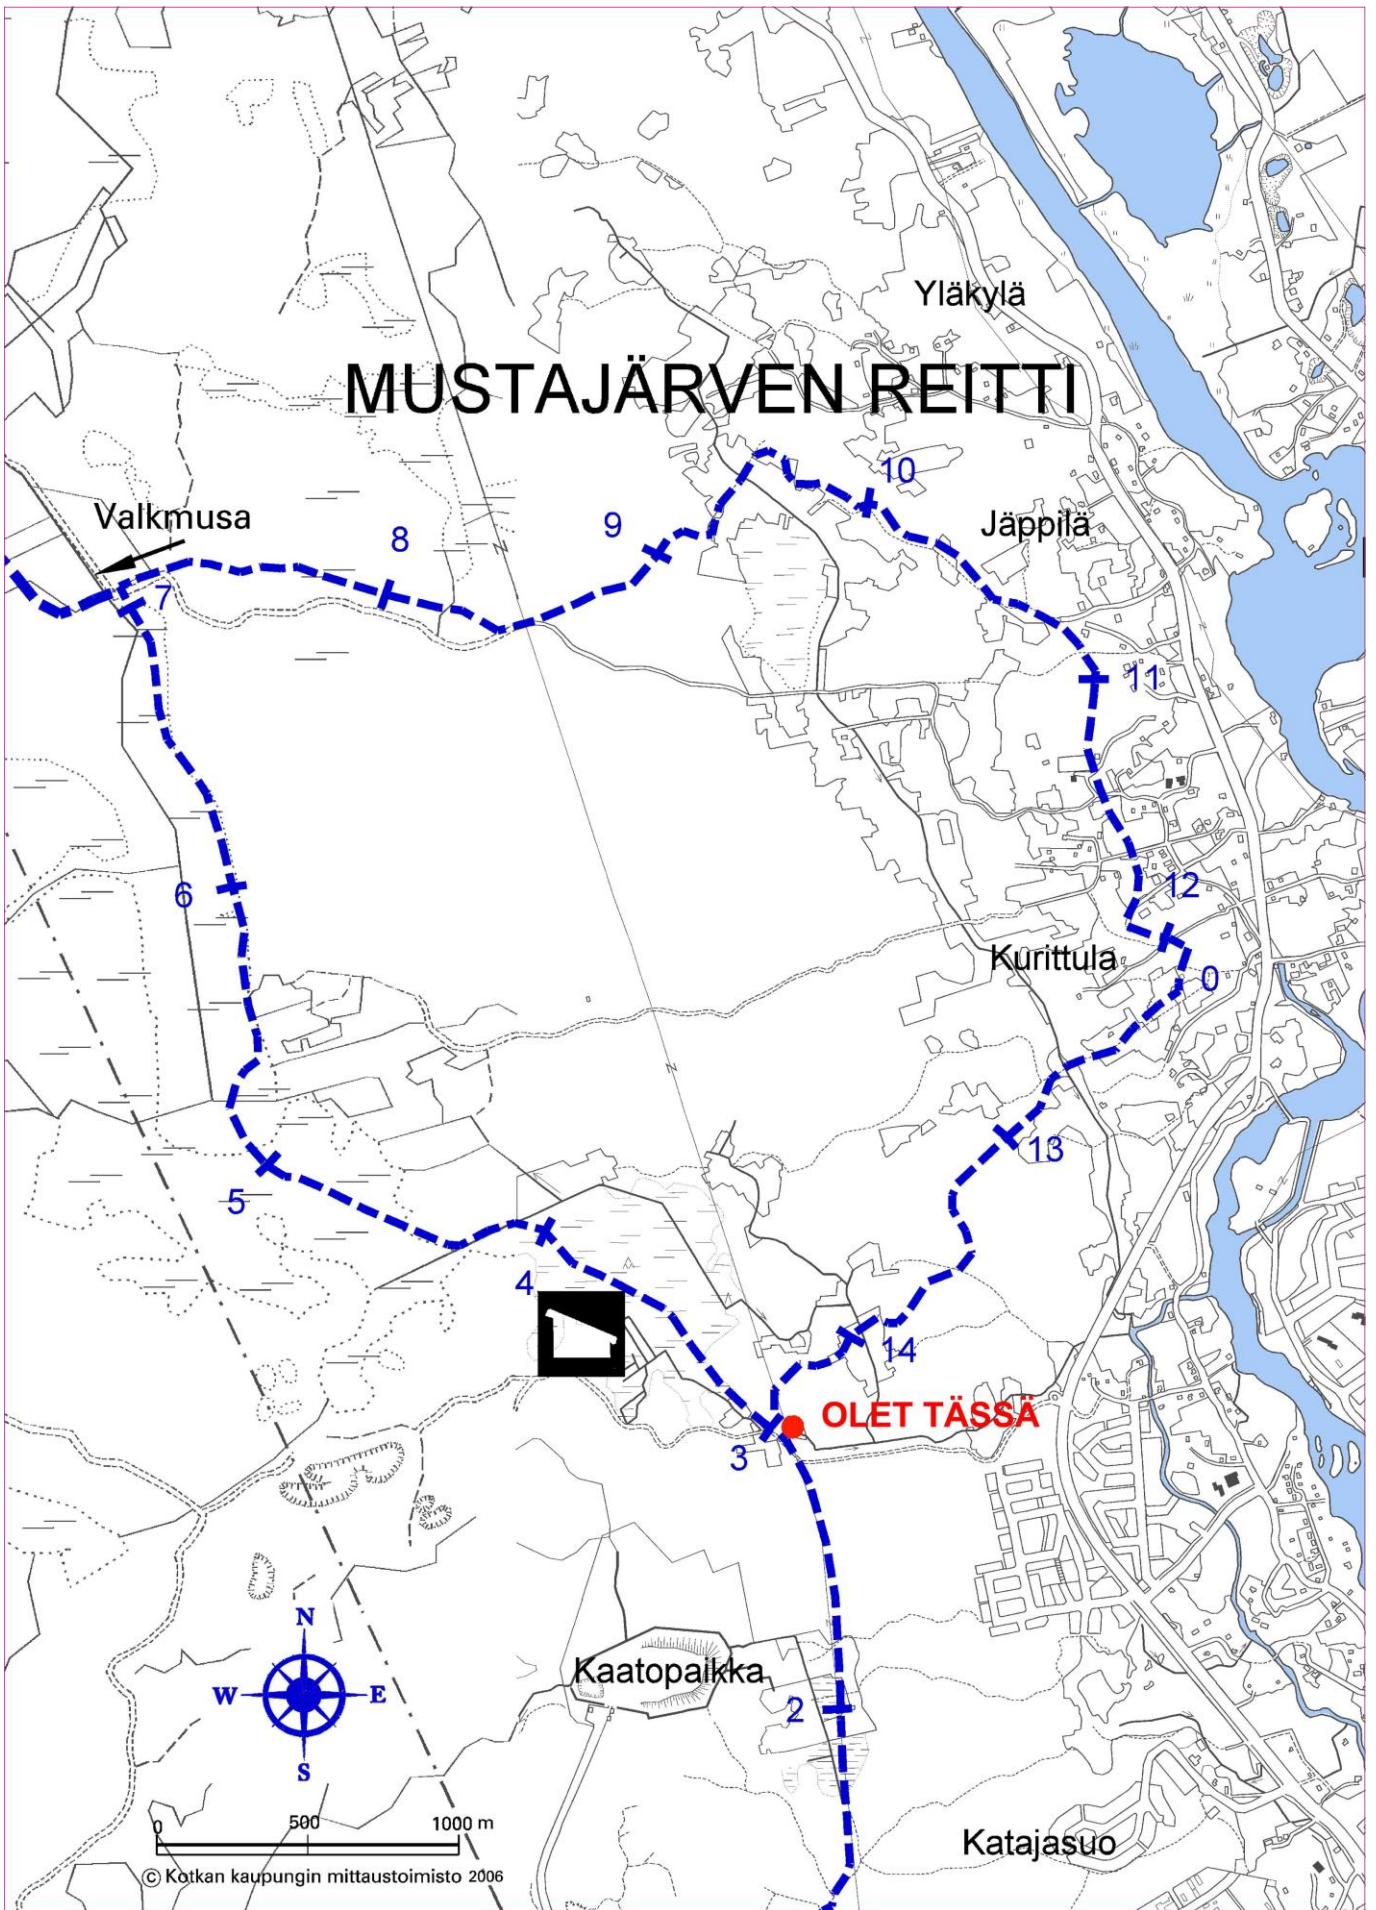 Yläkylä
MUSTAJÄRVEN REITTI
10
Valkmusa
9
8
Jäppilä
7
11
6
12
Kurittula
0
13
5
4
14
OLET TÄSSÄ
3
N
W
E
S
Kaatopaikka
2
0
500
1000 m
Katajasuo
© Kotkan kaupungin mittaustoimisto 2006